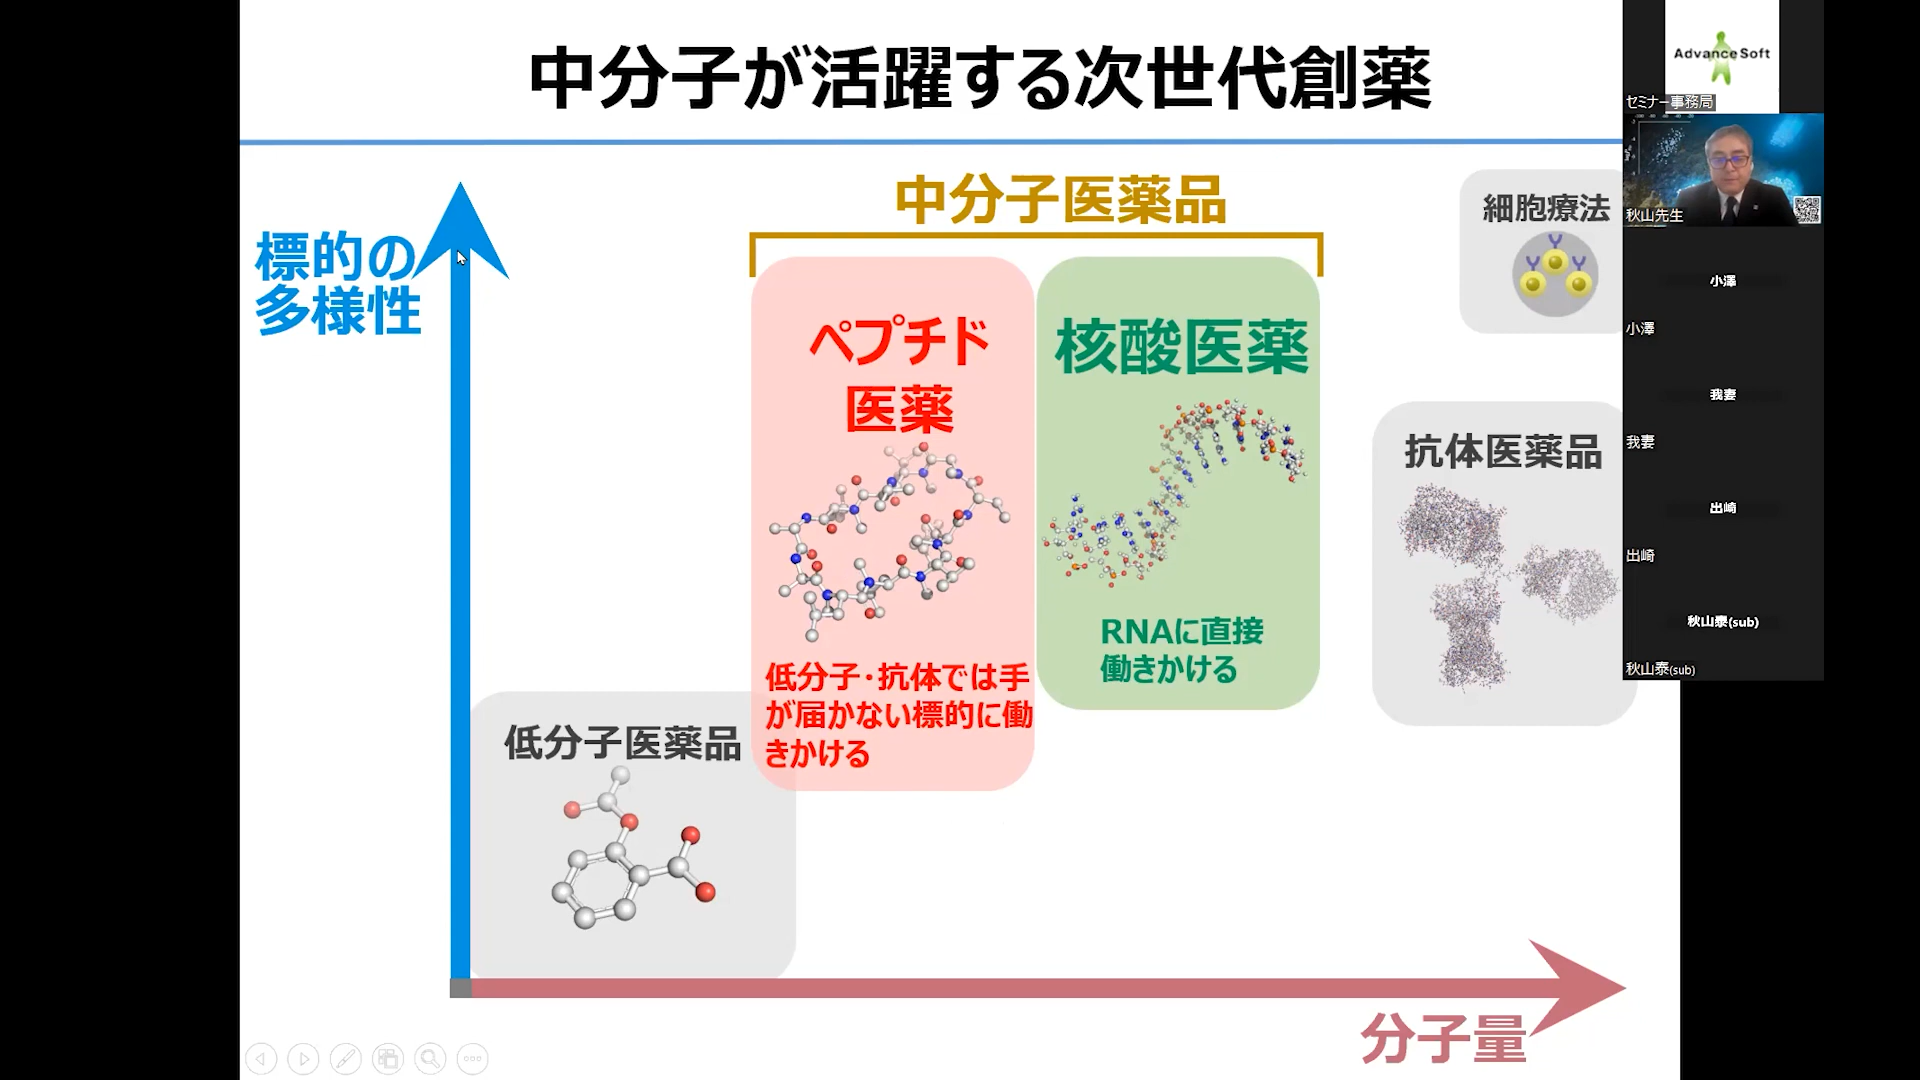 中分子が活躍する次世代創薬
標的の
多様性
中分子医薬品
ペプチド
医薬
低分子・抗体では手
が届かない標的に働
きかける
核酸医薬
RNAに直接
働きかける
細胞療法
抗体医薬品
低分子医薬品
分子量
AdvanceSoft
セミナー事務局
秋山先生
小澤
小澤
我妻
我妻
出崎
出崎
秋山泰(sub)
秋山泰(sub)